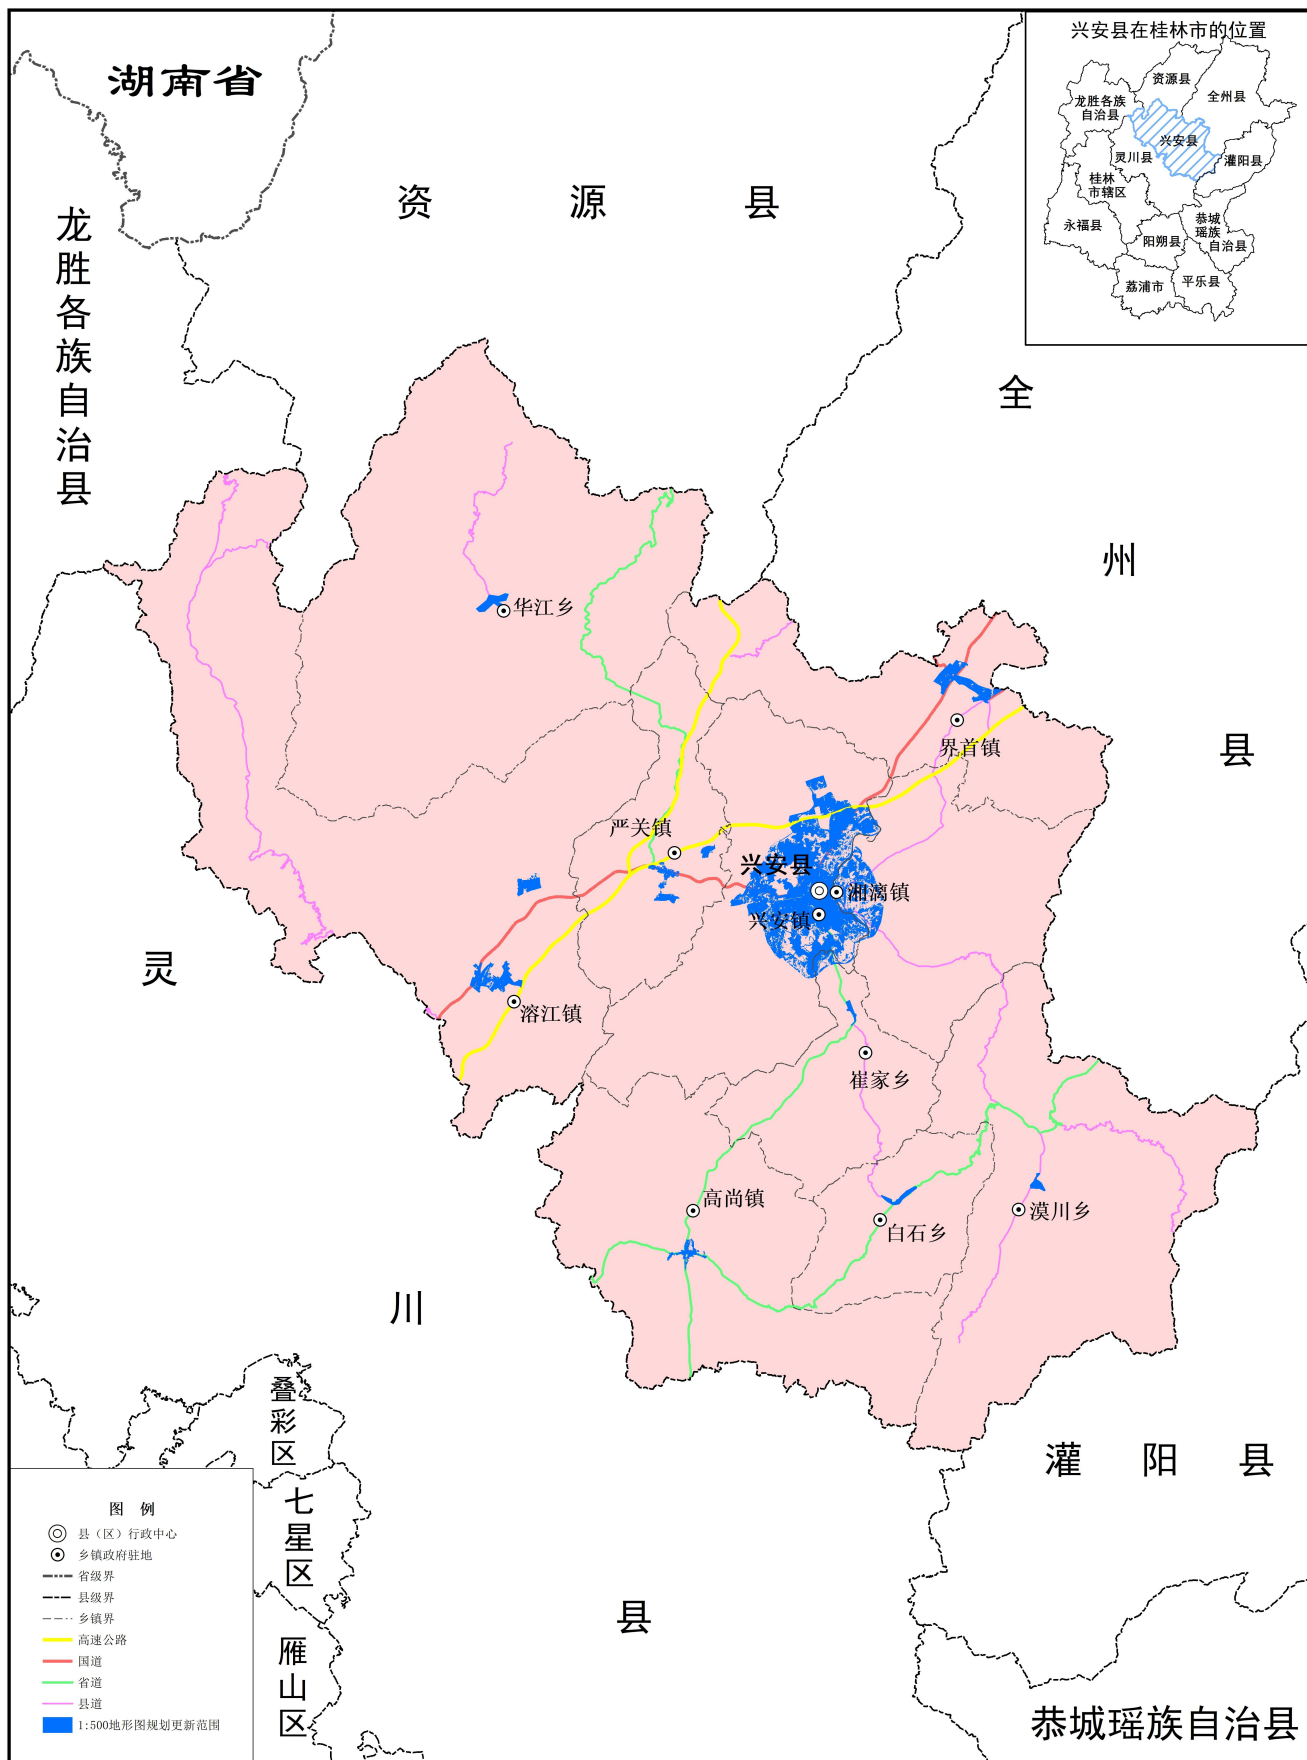 湖南省
兴安县在桂林市的位置
资源县
全州县
龙胜各族
自治县
兴安县
灵川县
灌阳县
桂林
市辖区
永福县
恭城
瑶族
自治县
阳朔县
荔浦市
平乐县
资源县
龙胜各族自治县
全州县
华江乡
界首镇
严关镇
兴安县
湘漓镇
兴安镇
溶江镇
崔家乡
高尚镇
白石乡
漠川乡
灵川县
叠彩区
七星区
雁山区
灌阳县
恭城瑶族自治县
图例
县（区）行政中心
乡镇政府驻地
省级界
县级界
乡镇界
高速公路
国道
省道
县道
1:500地形图规划更新范围